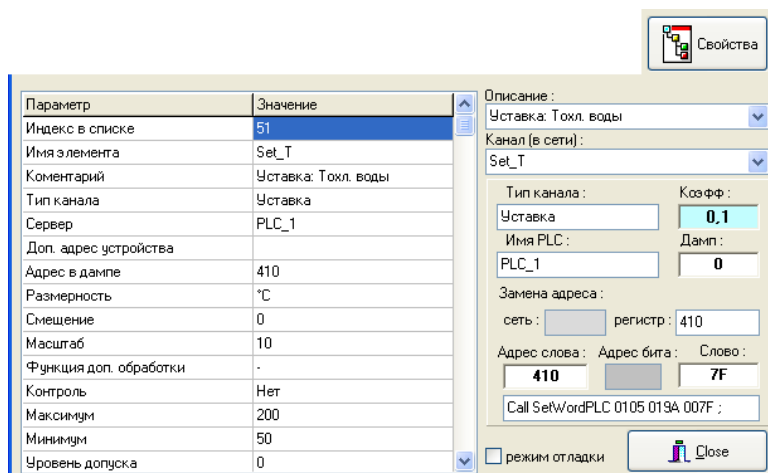 Свойства
Параметр Значение
Индекс в списке 51
Имя элемента Set_T
Коментарий Уставка: Тохл. воды
Тип канала Уставка
Сервер PLC_1
Доп. адрес устройства
Адрес в дампе 410
Размерность °C
Смещение 0
Масштаб 10
Функция доп. обработки -
Контроль Нет
Максимум 200
Минимум 50
Уровень допуска 0
Описание :
Уставка: Тохл. воды
Канал (в сети) :
Set_T
Тип канала : Коэфф :
Уставка 0,1
Имя PLC : Дамп :
PLC_1 0
Замена адреса :
сеть : регистр : 410
Адрес слова : Адрес бита : Слово :
410 7F
Call SetWordPLC 0105 019A 007F ;
режим отладки Close